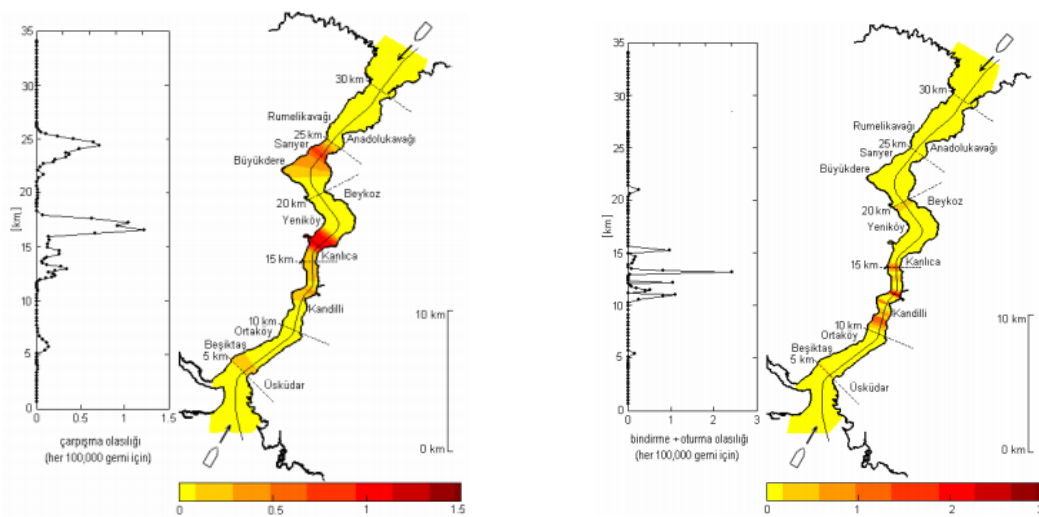 35
30
25
20
[km]
15
10
5
0
0
0.5
1
1.5
çarpışma olasılığı
(her 100,000 gemi için)
30 km
Rumelikavağı
25 km
Sarıyer
Anadolukavağı
Büyükdere
Beykoz
20 km
Yeniköy
15 km
Kanlıca
Kandilli
10 km
Ortaköy
Beşiktaş
5 km
Üsküdar
10 km
0 km
0
0.5
1
1.5
35
30
25
20
[km]
15
10
5
0
0
1
2
3
bindirme + oturma olasılığı
(her 100,000 gemi için)
30 km
Rumelikavağı
25 km
Sarıyer
Anadolukavağı
Büyükdere
Beykoz
20 km
Yeniköy
15 km
Kanlıca
Kandilli
10 km
Ortaköy
Beşiktaş
5 km
Üsküdar
10 km
0 km
0
1
2